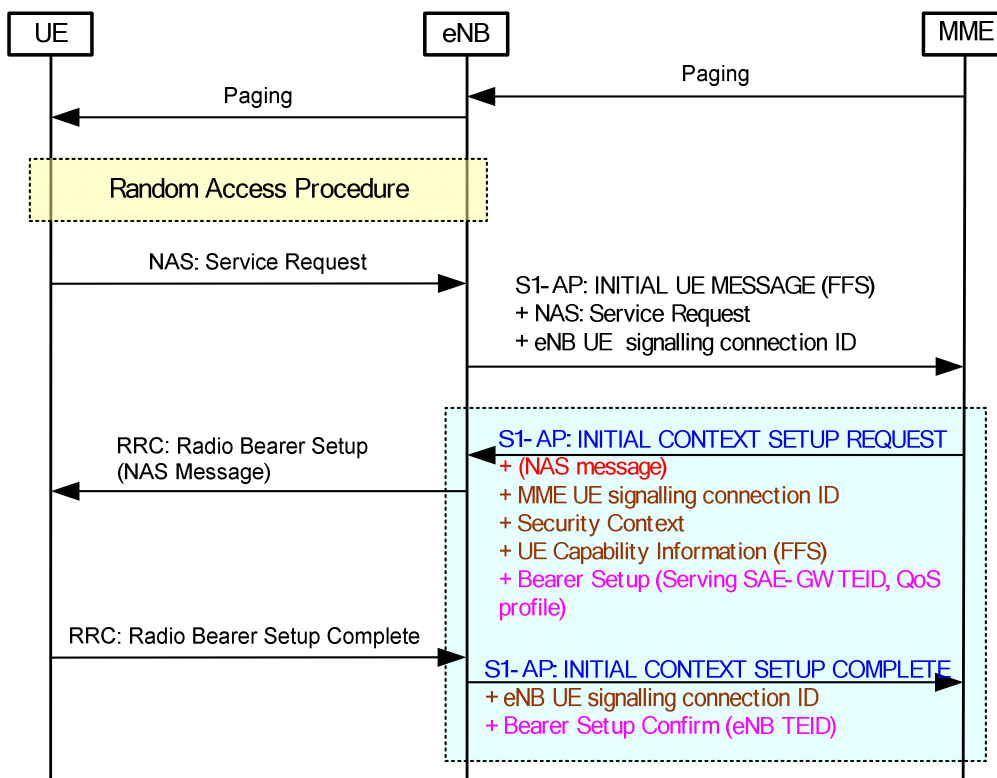 UE
eNB
MME
Paging
Paging
Random Access Procedure
NAS: Service Request
S1-AP: INITIAL UE MESSAGE (FFS)
+ NAS: Service Request
+ eNB UE signalling connection ID
RRC: Radio Bearer Setup
(NAS Message)
S1-AP: INITIAL CONTEXT SETUP REQUEST
+ (NAS message)
+ MME UE signalling connection ID
+ Security Context
+ UE Capability Information (FFS)
+ Bearer Setup (Serving SAE-GW TEID, QoS
profile)
RRC: Radio Bearer Setup Complete
S1-AP: INITIAL CONTEXT SETUP COMPLETE
+ eNB UE signalling connection ID
+ Bearer Setup Confirm (eNB TEID)